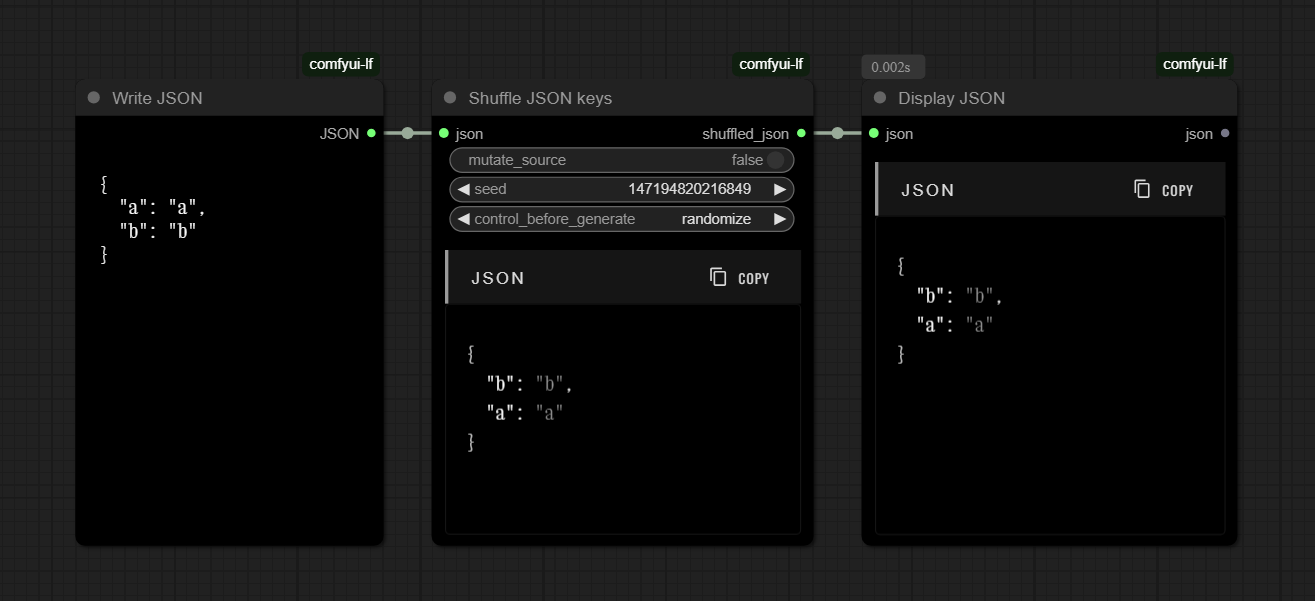 comfyui-lf
Write JSON
JSON
{
"a": "a",
"b": "b"
}
comfyui-lf
Shuffle JSON keys
json shuffled_json
mutate_source false
seed 147194820216849
control_before_generate randomize
JSON COPY
{
"b": "b",
"a": "a"
}
0.002s comfyui-lf
Display JSON
json json
JSON COPY
{
"b": "b",
"a": "a"
}